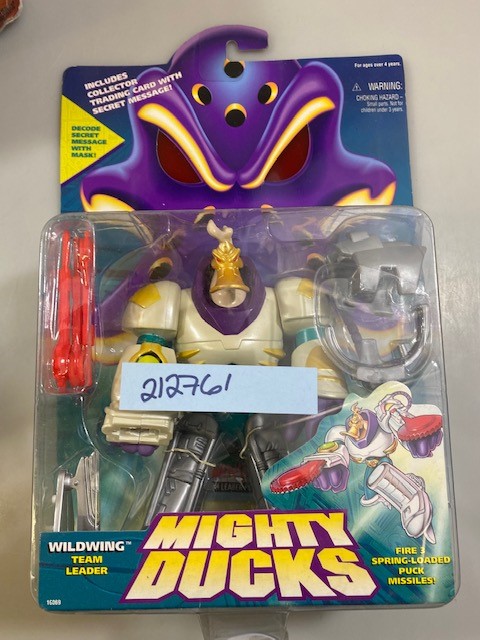 INCLUDES
COLLECTOR
TRADING CARD WITH
SECRET MESSAGE!
For ages over 4 years.
WARNING:
CHOKING HAZARD –
Small parts. Not for
children under 3 years.
DECODE
SECRET
MESSAGE
WITH
MASK!
212761
WILDWING™
TEAM
LEADER
MIGHTY
DUCKS
FIRE 3
SPRING-LOADED
PUCK
MISSILES!